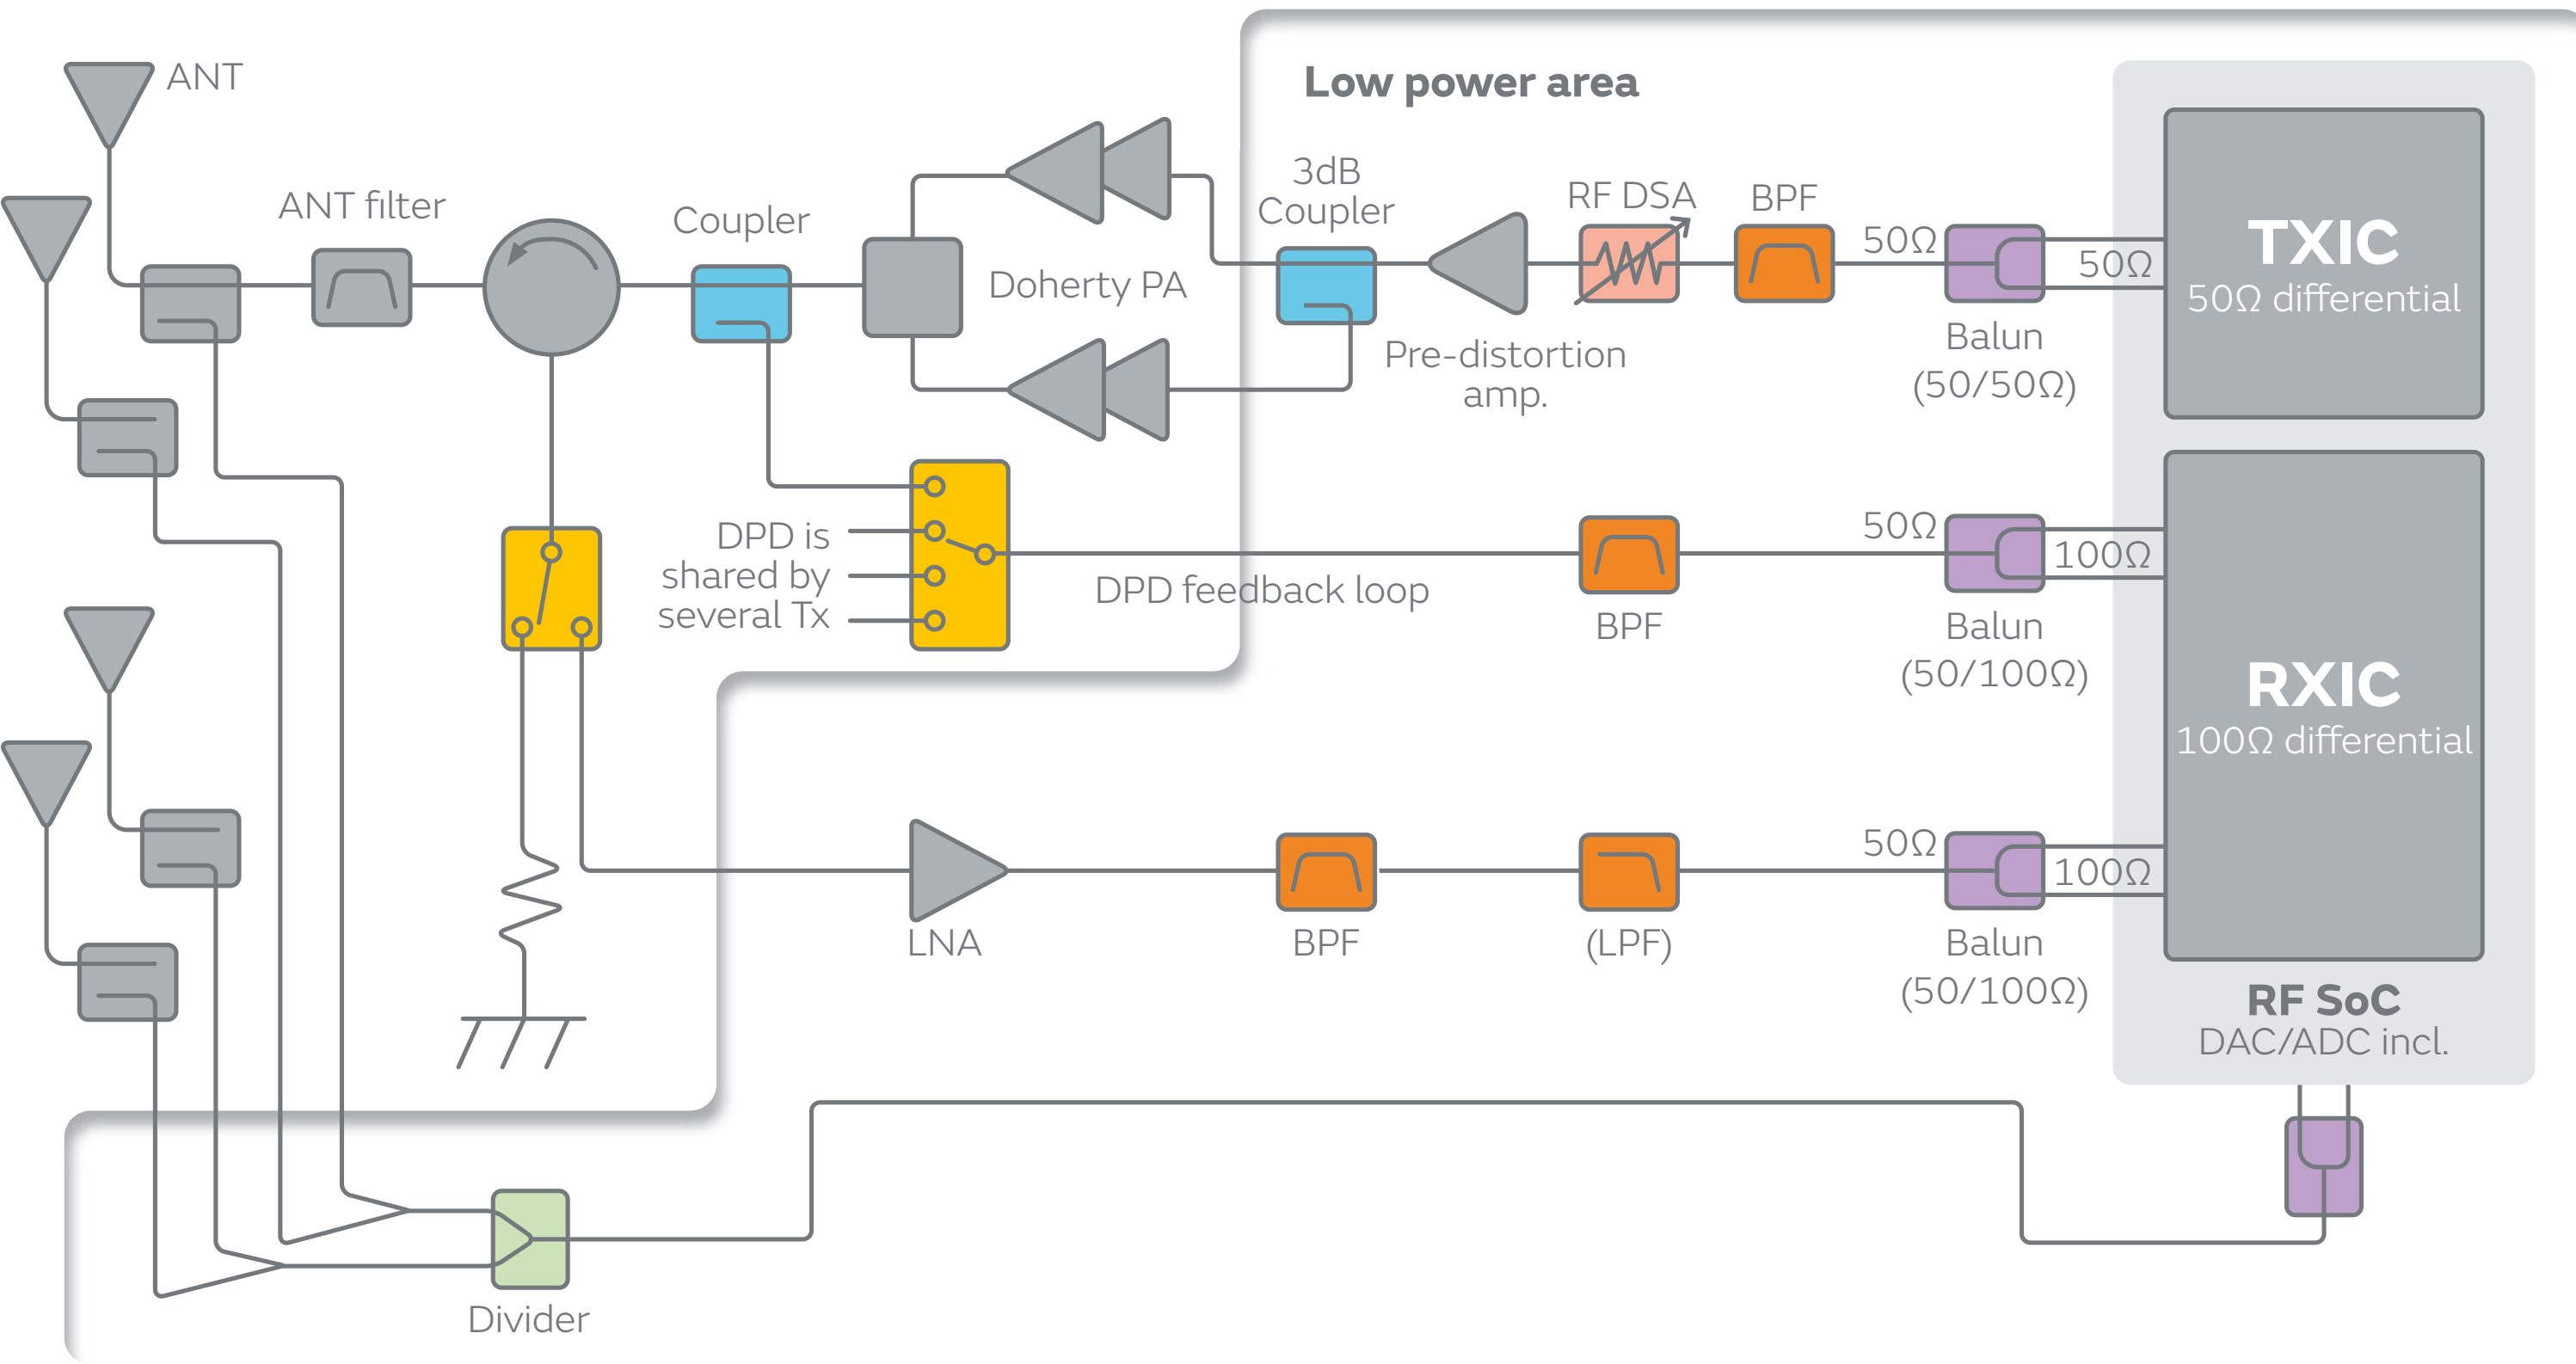 ANT
Low power area
ANT filter
Coupler
Doherty PA
3dB
Coupler
RF DSA
BPF
Pre-distortion
amp.
50Ω
50Ω
Balun
(50/50Ω)
TXIC
50Ω differential
DPD is
shared by
several Tx
DPD feedback loop
BPF
50Ω
100Ω
Balun
(50/100Ω)
RXIC
100Ω differential
LNA
BPF
(LPF)
50Ω
100Ω
Balun
(50/100Ω)
RF SoC
DAC/ADC incl.
Divider